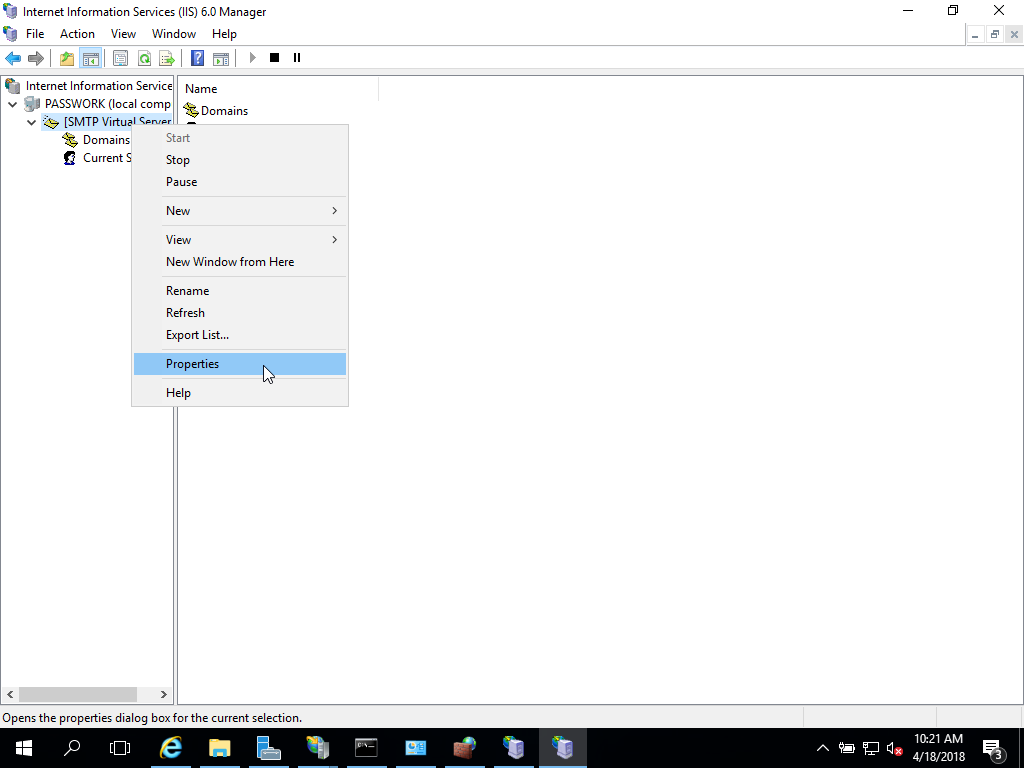 Internet Information Services (IIS) 6.0 Manager
File Action View Window Help
Internet Information Service
PASSWORK (local comp
[SMTP Virtual Server
Domains
Current S
Name
Domains
Start
Stop
Pause
New
View
New Window from Here
Rename
Refresh
Export List...
Properties
Help
Opens the properties dialog box for the current selection.
10:21 AM
4/18/2018
3